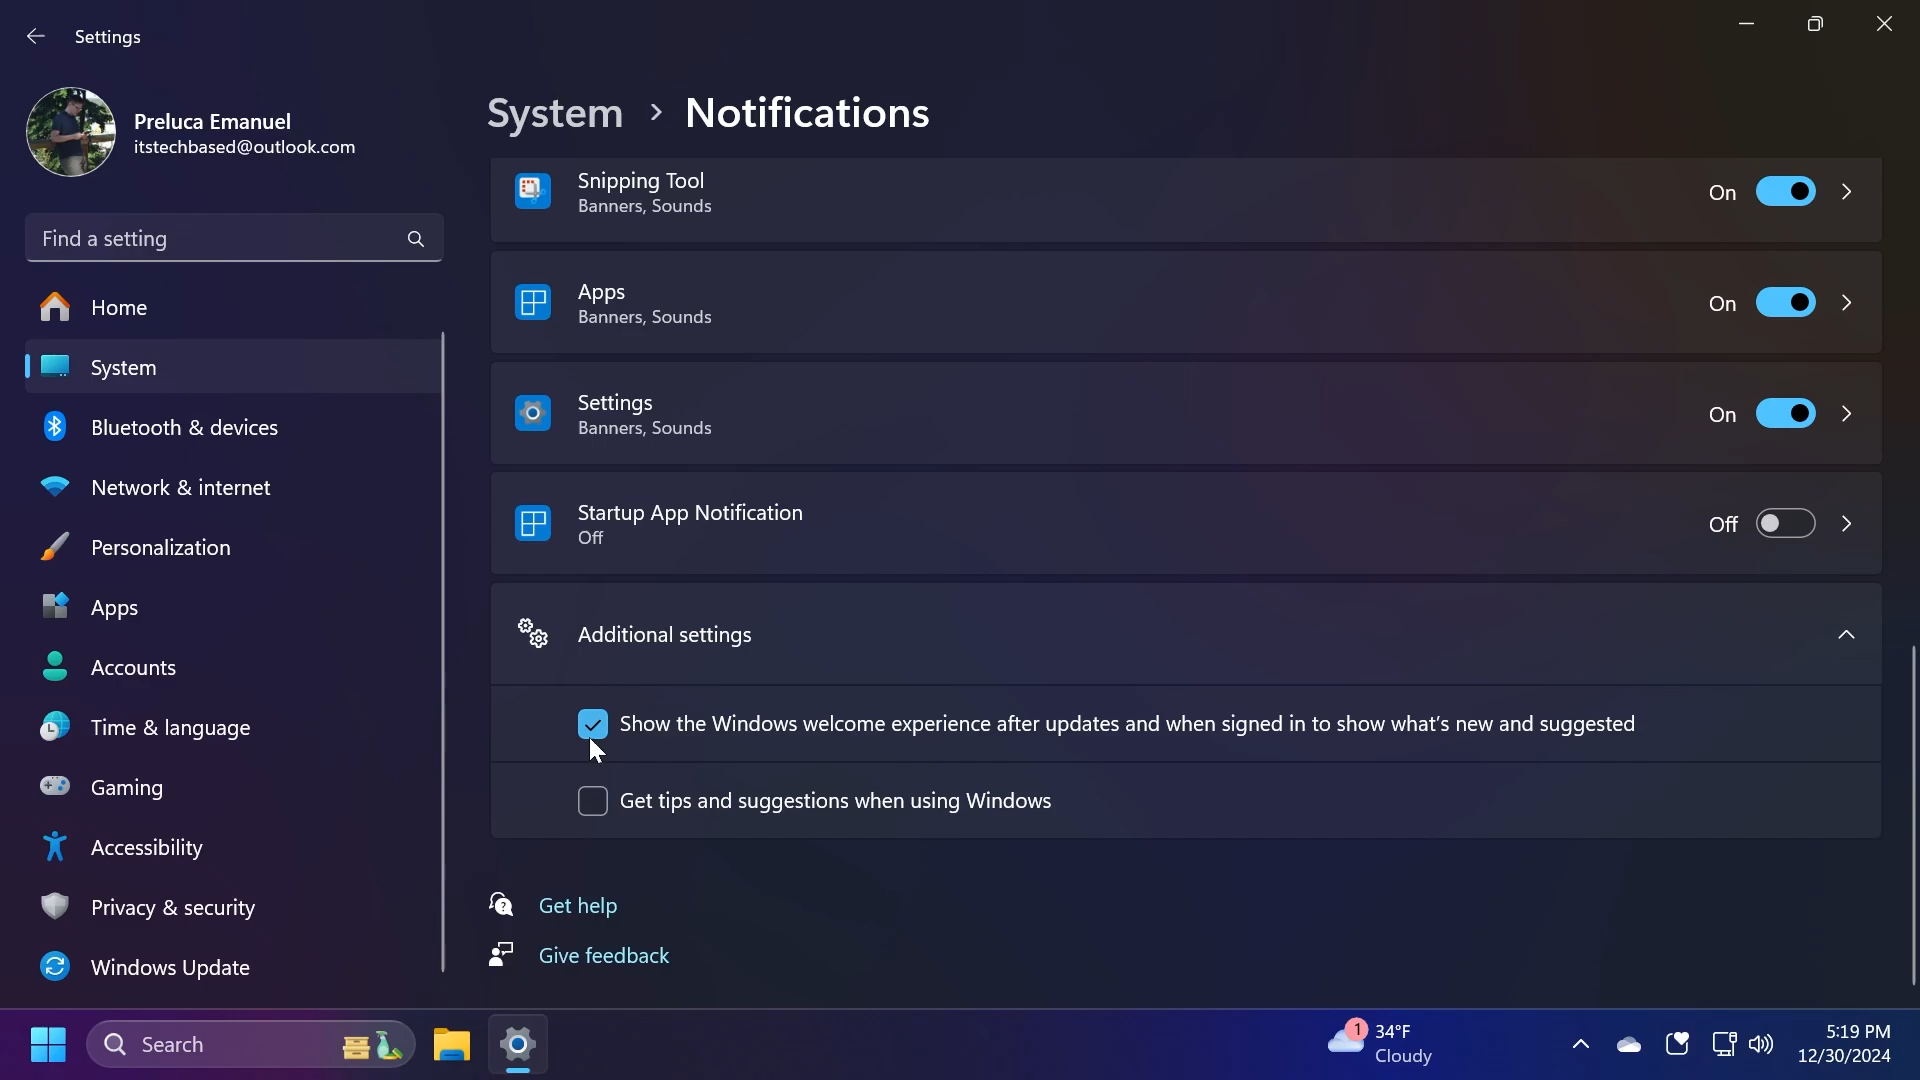 Settings
Preluca Emanuel
itstechbased@outlook.com
Find a setting
Home
System
Bluetooth & devices
Network & internet
Personalization
Apps
Accounts
Time & language
Gaming
Accessibility
Privacy & security
Windows Update
System > Notifications
Snipping Tool
Banners, Sounds
On
Apps
Banners, Sounds
On
Settings
Banners, Sounds
On
Startup App Notification
Off
Off
Additional settings
Show the Windows welcome experience after updates and when signed in to show what's new and suggested
Get tips and suggestions when using Windows
Get help
Give feedback
Search
1
34°F
Cloudy
5:19 PM
12/30/2024